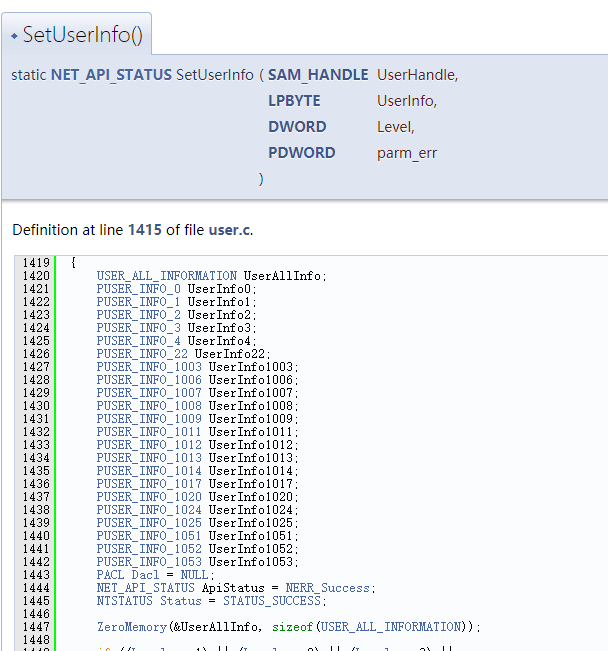 SetUserInfo()
static NET_API_STATUS SetUserInfo ( SAM_HANDLE UserHandle,
LPBYTE UserInfo,
DWORD Level,
PDWORD parm_err
)
Definition at line 1415 of file user.c.
1419 {
1420 USER_ALL_INFORMATION UserAllInfo;
1421 PUSER_INFO_0 UserInfo0;
1422 PUSER_INFO_1 UserInfo1;
1423 PUSER_INFO_2 UserInfo2;
1424 PUSER_INFO_3 UserInfo3;
1425 PUSER_INFO_4 UserInfo4;
1426 PUSER_INFO_22 UserInfo22;
1427 PUSER_INFO_1003 UserInfo1003;
1428 PUSER_INFO_1006 UserInfo1006;
1429 PUSER_INFO_1007 UserInfo1007;
1430 PUSER_INFO_1008 UserInfo1008;
1431 PUSER_INFO_1009 UserInfo1009;
1432 PUSER_INFO_1011 UserInfo1011;
1433 PUSER_INFO_1012 UserInfo1012;
1434 PUSER_INFO_1013 UserInfo1013;
1435 PUSER_INFO_1014 UserInfo1014;
1436 PUSER_INFO_1017 UserInfo1017;
1437 PUSER_INFO_1020 UserInfo1020;
1438 PUSER_INFO_1024 UserInfo1024;
1439 PUSER_INFO_1025 UserInfo1025;
1440 PUSER_INFO_1051 UserInfo1051;
1441 PUSER_INFO_1052 UserInfo1052;
1442 PUSER_INFO_1053 UserInfo1053;
1443 PACL Dacl = NULL;
1444 NET_API_STATUS ApiStatus = NERR_Success;
1445 NTSTATUS Status = STATUS_SUCCESS;
1446
1447 ZeroMemory(&UserAllInfo, sizeof(USER_ALL_INFORMATION));
1448